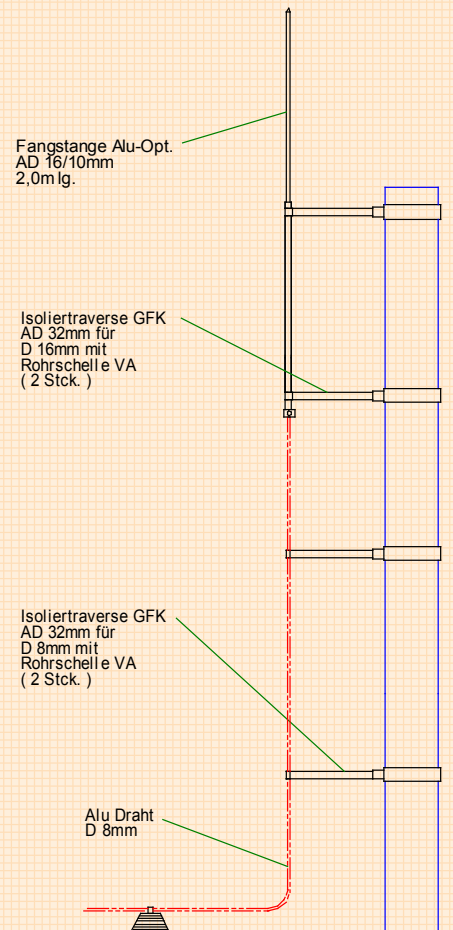 Fangstange Alu-Opt.
AD 16/10mm
2,0m lg.
Isoliertraverse GFK
AD 32mm für
D 16mm mit
Rohrschelle VA
( 2 Stck. )
Isoliertraverse GFK
AD 32mm für
D 8mm mit
Rohrschelle VA
( 2 Stck. )
Alu Draht
D 8mm